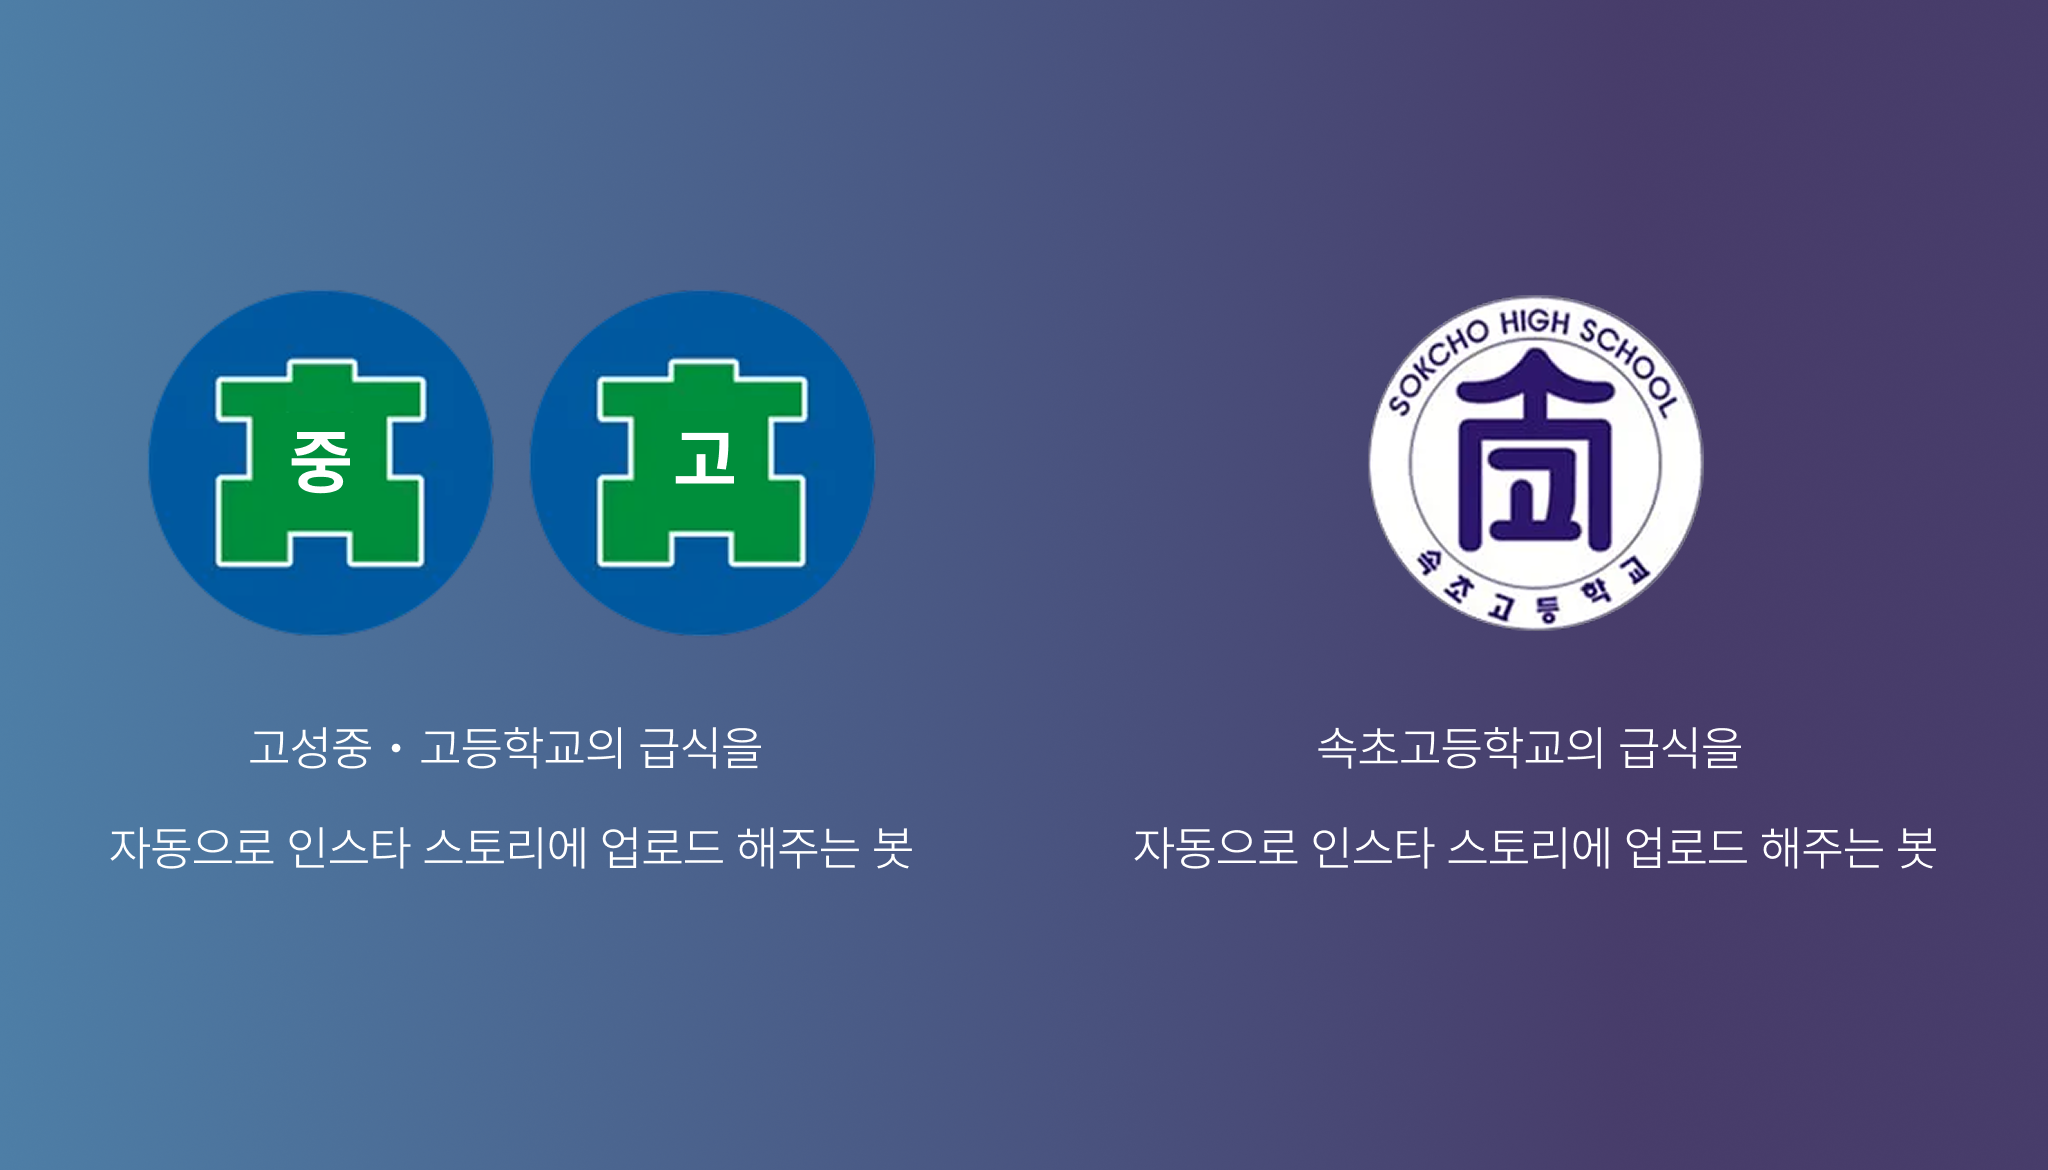 중
고
고성중・고등학교의 급식을
자동으로 인스타 스토리에 업로드 해주는 봇
SOKCHO HIGH SCHOOL
속초고등학교
속초고등학교의 급식을
자동으로 인스타 스토리에 업로드 해주는 봇